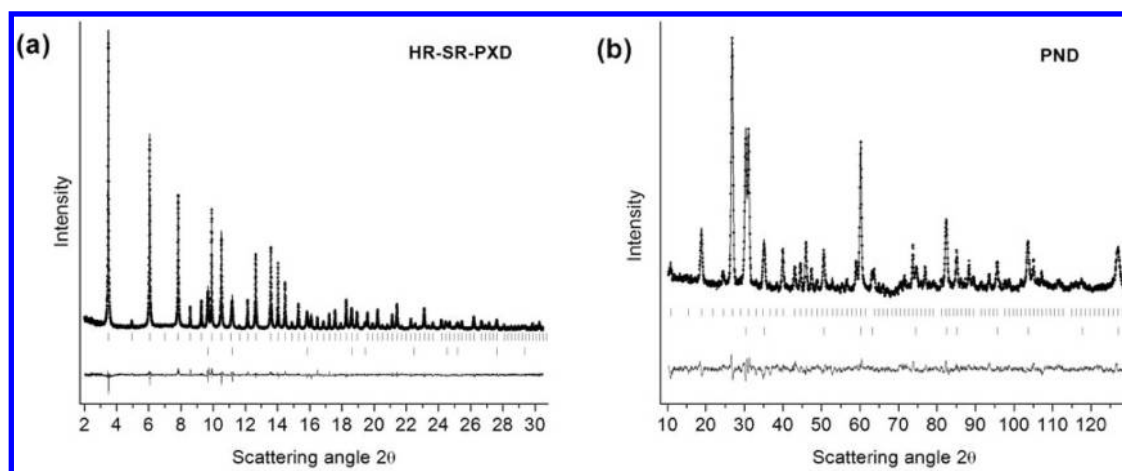 (a)
HR-SR-PXD
Intensity
2 4 6 8 10 12 14 16 18 20 22 24 26 28 30
Scattering angle 2θ
(b)
PND
Intensity
10 20 30 40 50 60 70 80 90 100 110 120
Scattering angle 2θ